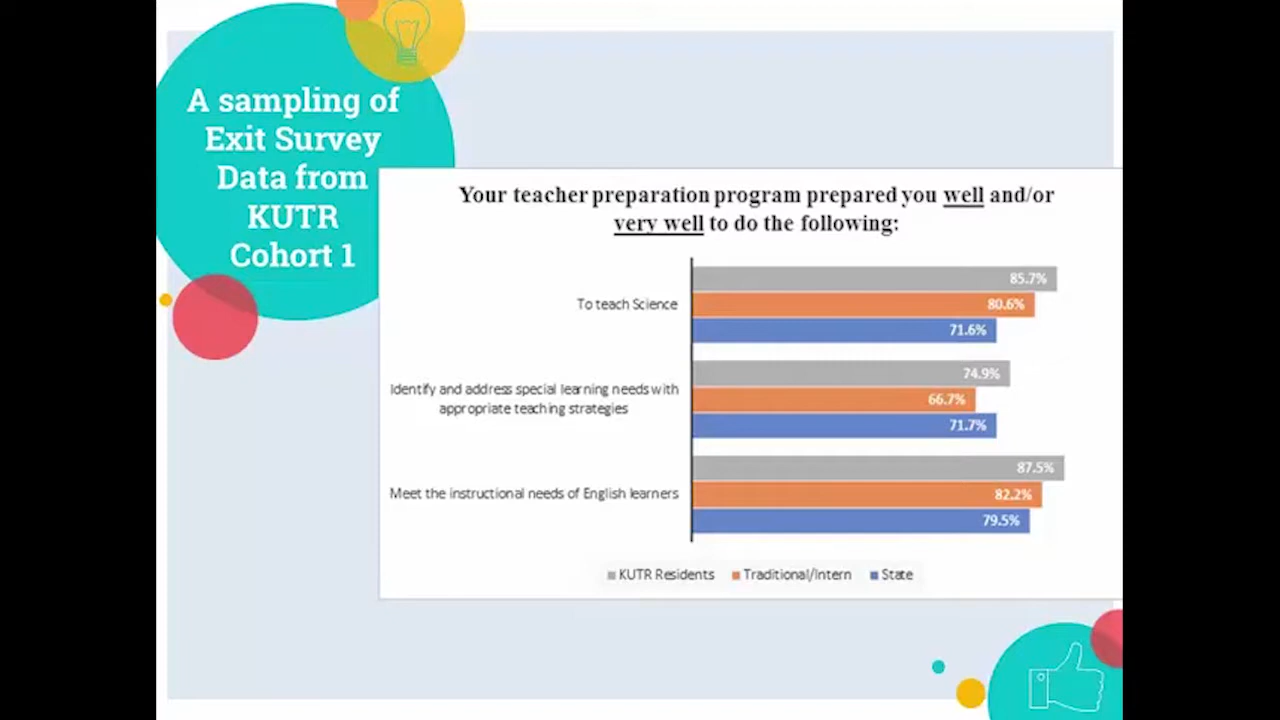 A sampling of
Exit Survey
Data from
KUTR
Cohort 1
Your teacher preparation program prepared you well and/or
very well to do the following:
To teach Science
85.7%
80.6%
71.6%
Identify and address special learning needs with
appropriate teaching strategies
74.9%
66.7%
71.7%
Meet the instructional needs of English learners
87.5%
82.2%
79.5%
KUTR Residents Traditional/Intern State